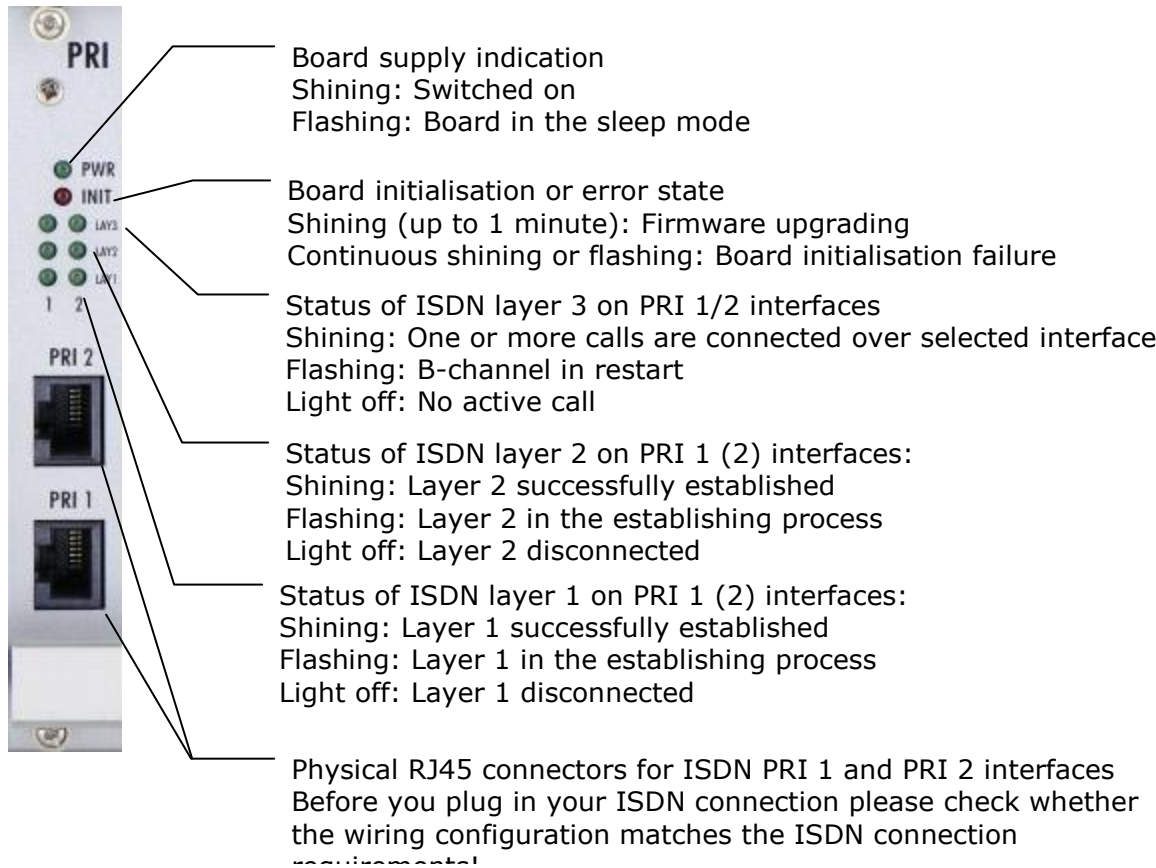 PRI
PWR
INIT
LAY3
LAY2
LAY1
1 2
PRI 2
PRI 1
Board supply indication
Shining: Switched on
Flashing: Board in the sleep mode
Board initialisation or error state
Shining (up to 1 minute): Firmware upgrading
Continuous shining or flashing: Board initialisation failure
Status of ISDN layer 3 on PRI 1/2 interfaces
Shining: One or more calls are connected over selected interface
Flashing: B-channel in restart
Light off: No active call
Status of ISDN layer 2 on PRI 1 (2) interfaces:
Shining: Layer 2 successfully established
Flashing: Layer 2 in the establishing process
Light off: Layer 2 disconnected
Status of ISDN layer 1 on PRI 1 (2) interfaces:
Shining: Layer 1 successfully established
Flashing: Layer 1 in the establishing process
Light off: Layer 1 disconnected
Physical RJ45 connectors for ISDN PRI 1 and PRI 2 interfaces
Before you plug in your ISDN connection please check whether
the wiring configuration matches the ISDN connection